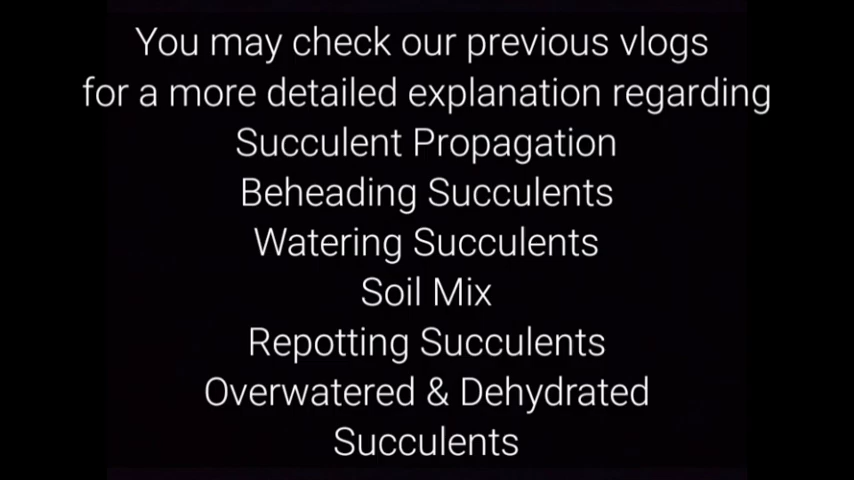 You may check our previous vlogs
for a more detailed explanation regarding
Succulent Propagation
Beheading Succulents
Watering Succulents
Soil Mix
Repotting Succulents
Overwatered & Dehydrated
Succulents